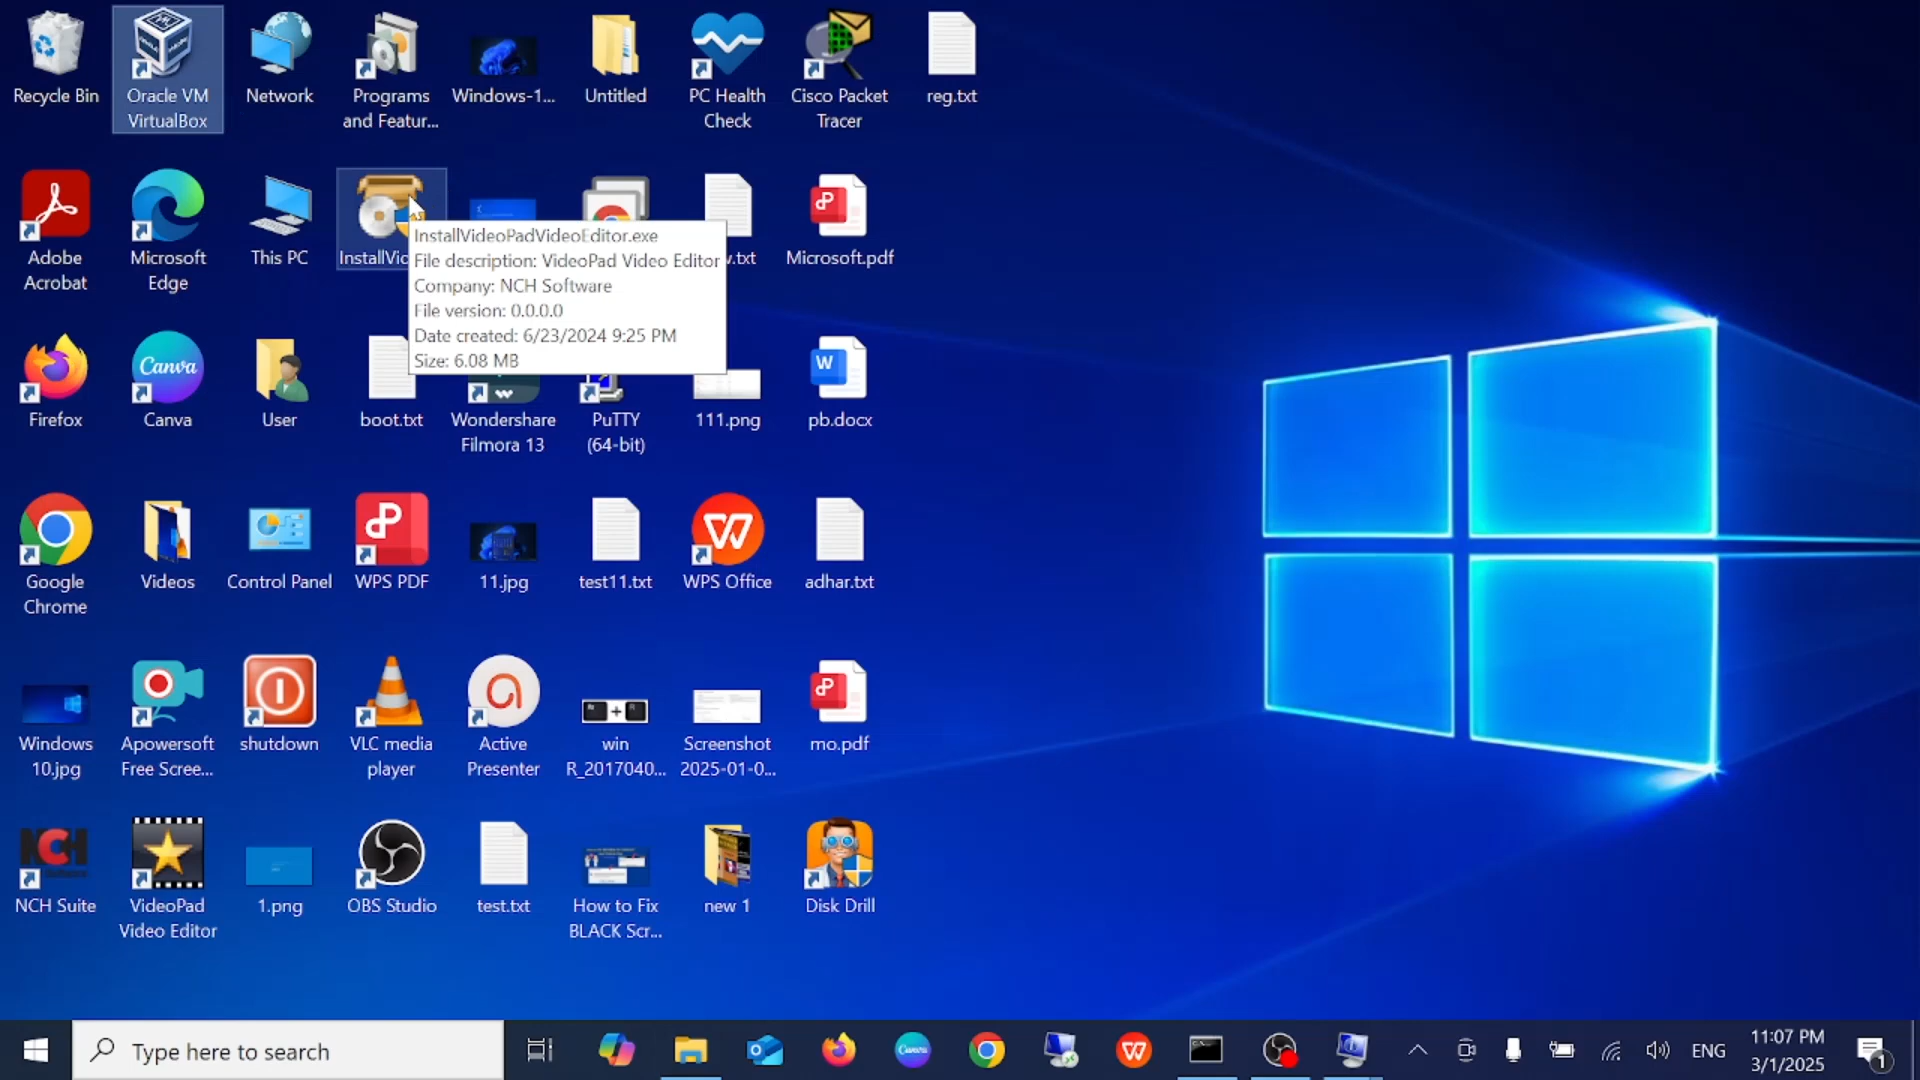 Recycle Bin
Oracle VM
VirtualBox
Network
Programs
and Featur...
Windows-1...
Untitled
PC Health
Check
Cisco Packet
Tracer
reg.txt
Adobe
Acrobat
Microsoft
Edge
This PC
InstallVid
InstallVideoPadVideoEditor.exe
File description: VideoPad Video Editor
Company: NCH Software
File version: 0.0.0.0
Date created: 6/23/2024 9:25 PM
Size: 6.08 MB
.txt
Microsoft.pdf
Firefox
Canva
Canva
User
boot.txt
Wondershare
Filmora 13
PuTTY
(64-bit)
111.png
W
pb.docx
Google
Chrome
Videos
Control Panel
WPS PDF
11.jpg
test11.txt
W
WPS Office
adhar.txt
Windows
10.jpg
Apowersoft
Free Scree...
shutdown
VLC media
player
Active
Presenter
win
R_2017040...
Screenshot
2025-01-0...
mo.pdf
NCH
NCH Suite
VideoPad
Video Editor
1.png
OBS Studio
test.txt
How to Fix
BLACK Scr...
new 1
Disk Drill
Type here to search
Canva
W
ENG
11:07 PM
3/1/2025
1